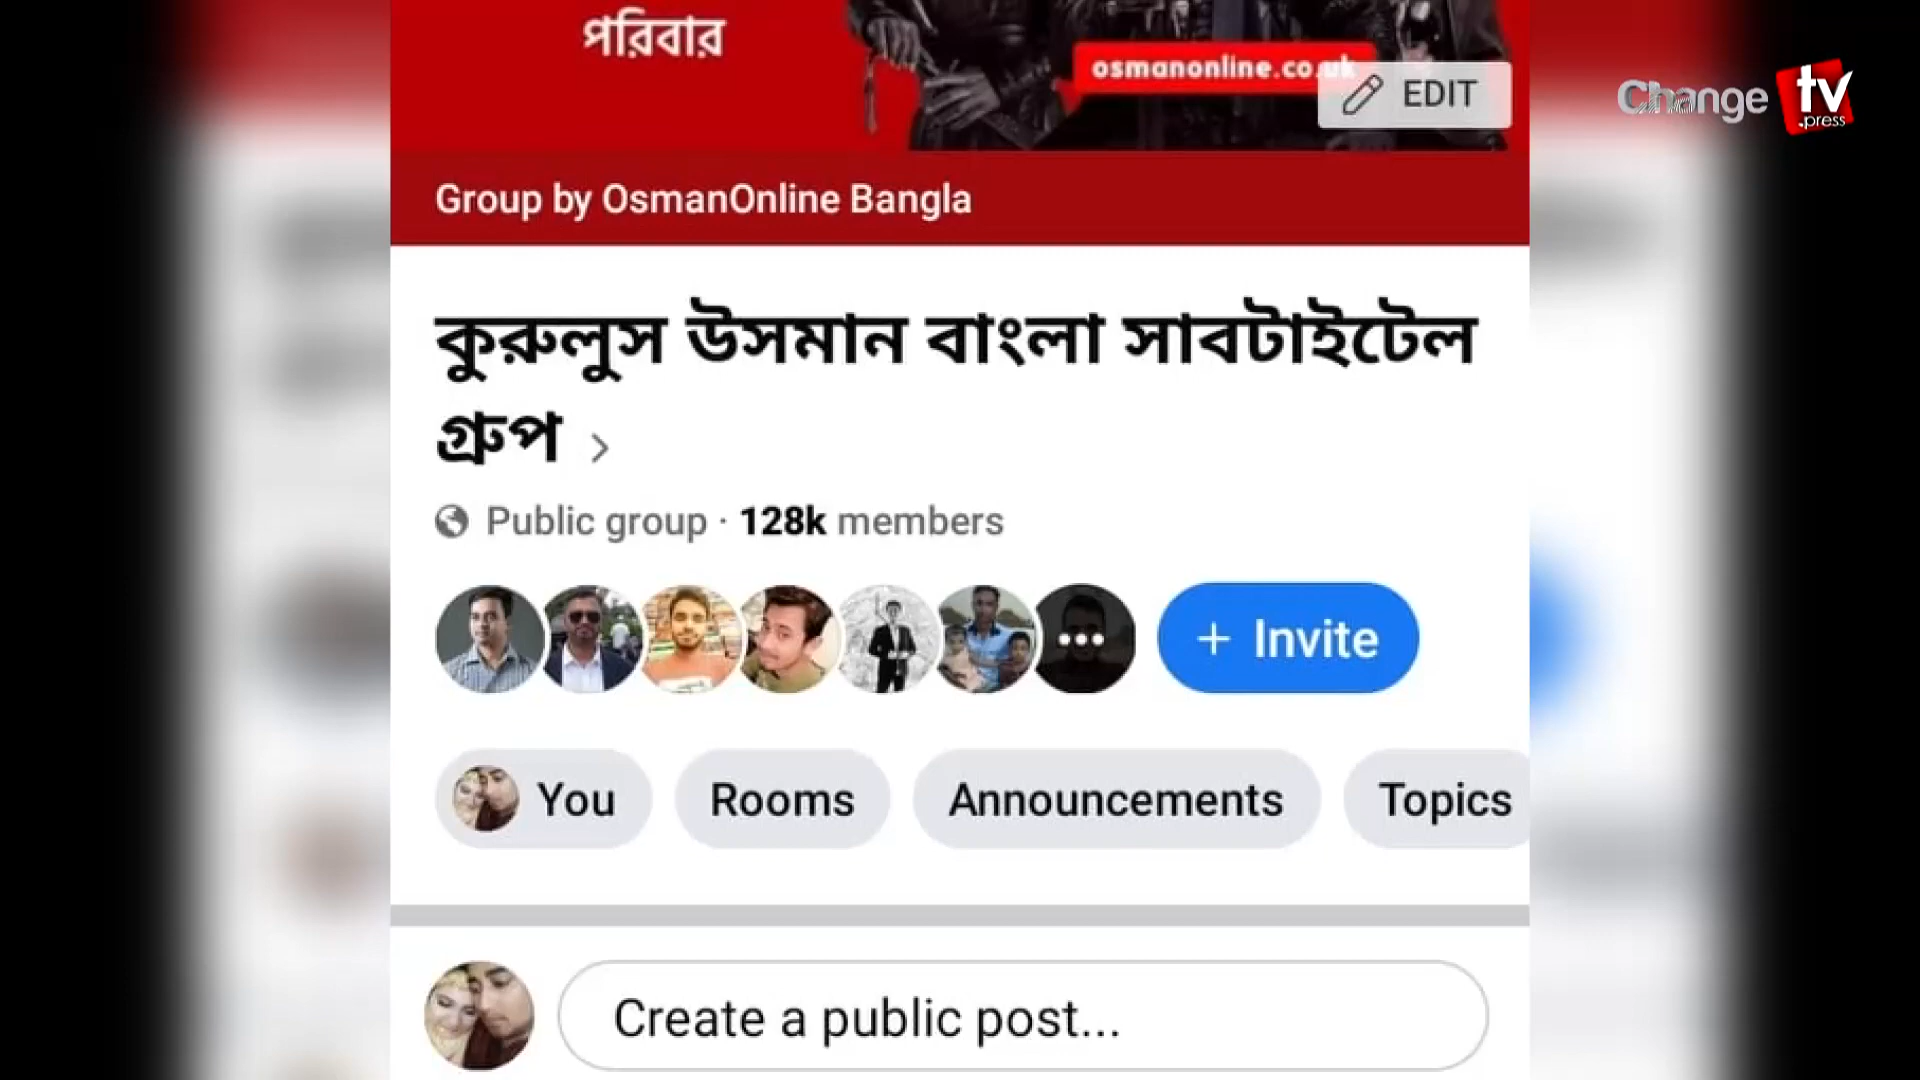 পরিবার
osmanonline.co.uk
EDIT
Change tv
.press
Group by OsmanOnline Bangla
কুরুলুস উসমান বাংলা সাবটাইটেল
গ্রুপ >
Public group · 128k members
+ Invite
You
Rooms
Announcements
Topics
Create a public post...